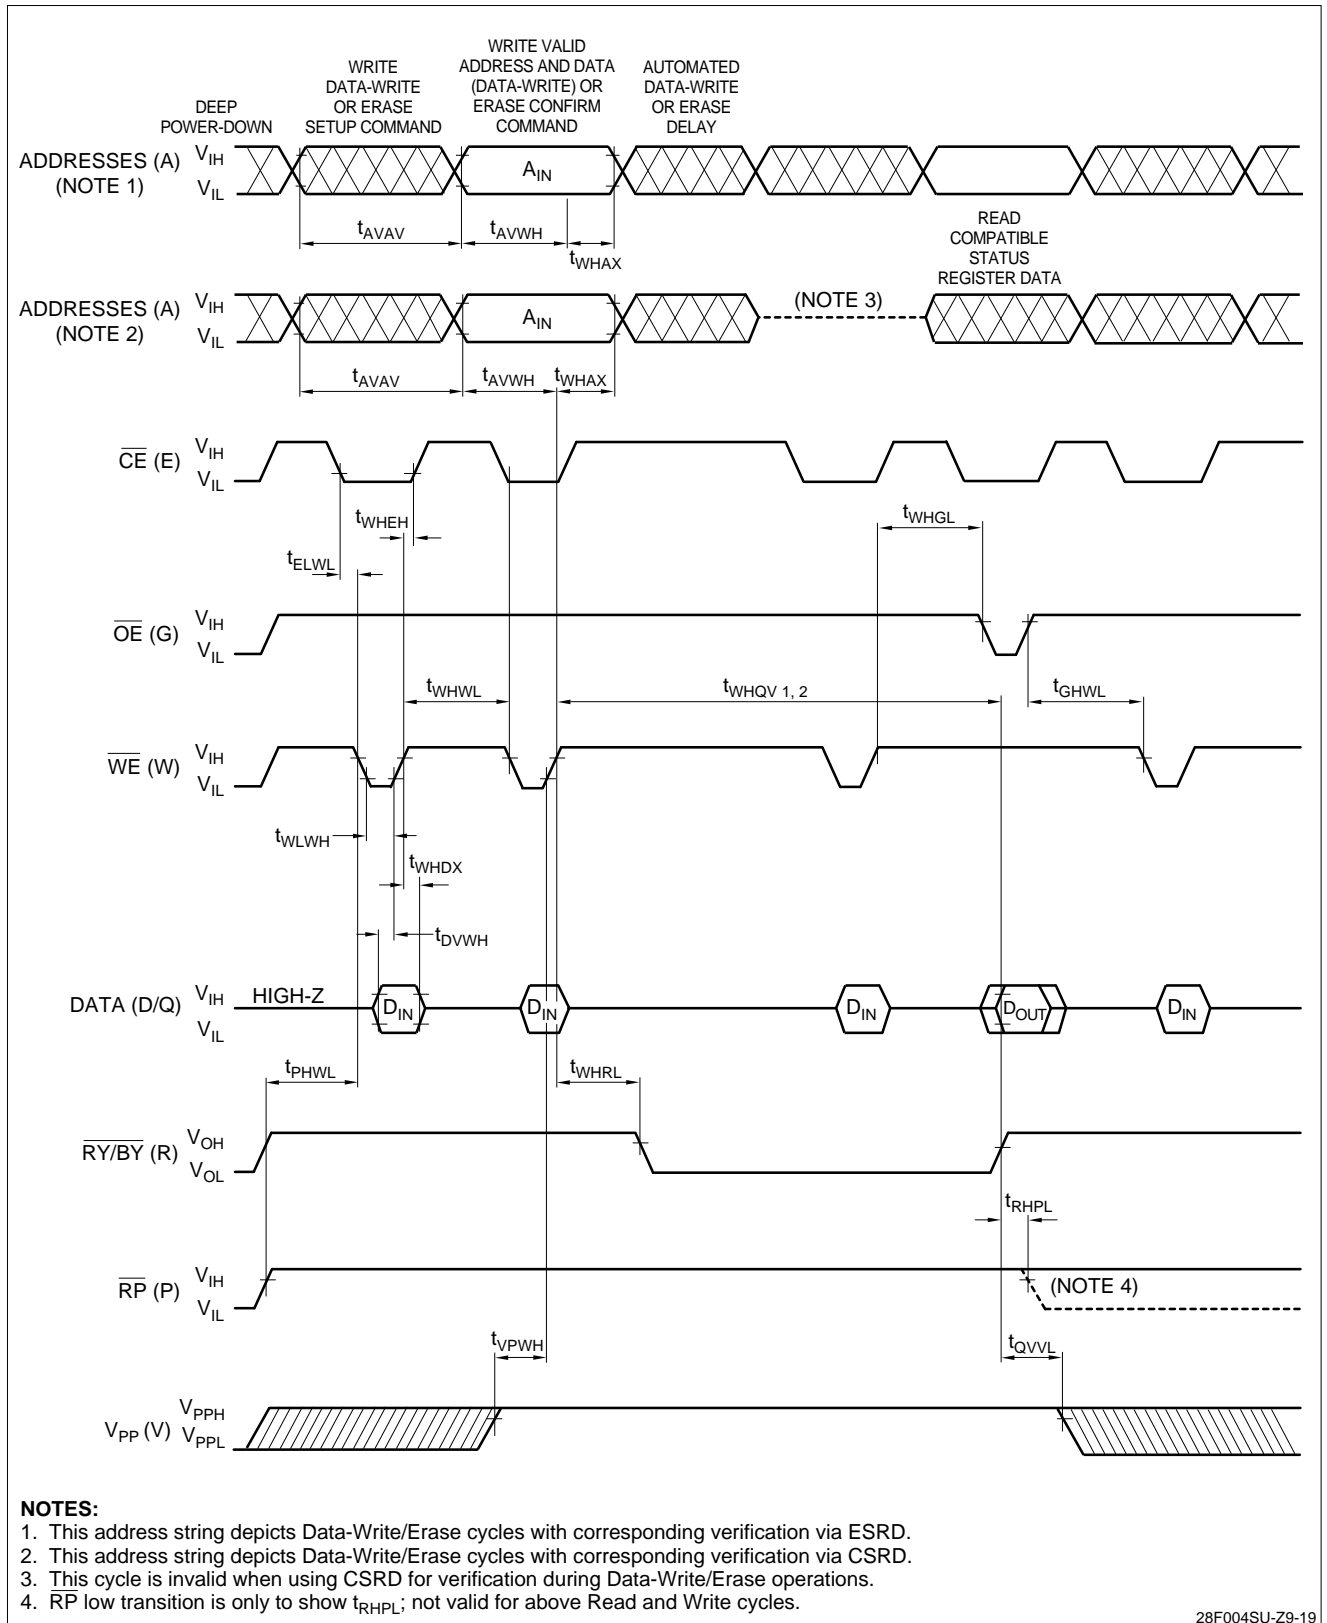 DEEP
POWER-DOWN
WRITE
DATA-WRITE
OR ERASE
SETUP COMMAND
WRITE VALID
ADDRESS AND DATA
(DATA-WRITE) OR
ERASE CONFIRM
COMMAND
AUTOMATED
DATA-WRITE
OR ERASE
DELAY
ADDRESSES (A)
(NOTE 1)
VIH
VIL
AIN
tAVAV
tAVWH
tWHAX
READ
COMPATIBLE
STATUS
REGISTER DATA
ADDRESSES (A)
(NOTE 2)
VIH
VIL
AIN
(NOTE 3)
tAVAV
tAVWH
tWHAX
CE (E)
VIH
VIL
tWHEH
tELWL
tWHGL
OE (G)
VIH
VIL
tWHWL
tWHQV 1, 2
tGHWL
WE (W)
VIH
VIL
tWLWH
tWHDX
tDVWH
DATA (D/Q)
VIH
VIL
HIGH-Z
DIN
DIN
DIN
DOUT
DIN
tPHWL
tWHRL
RY/BY (R)
VOH
VOL
tRHPL
RP (P)
VIH
VIL
(NOTE 4)
tVPWH
tQVVL
VPP (V)
VPPH
VPPL
NOTES:
1. This address string depicts Data-Write/Erase cycles with corresponding verification via ESRD.
2. This address string depicts Data-Write/Erase cycles with corresponding verification via CSRD.
3. This cycle is invalid when using CSRD for verification during Data-Write/Erase operations.
4. RP low transition is only to show tRHPL; not valid for above Read and Write cycles.
28F004SU-Z9-19